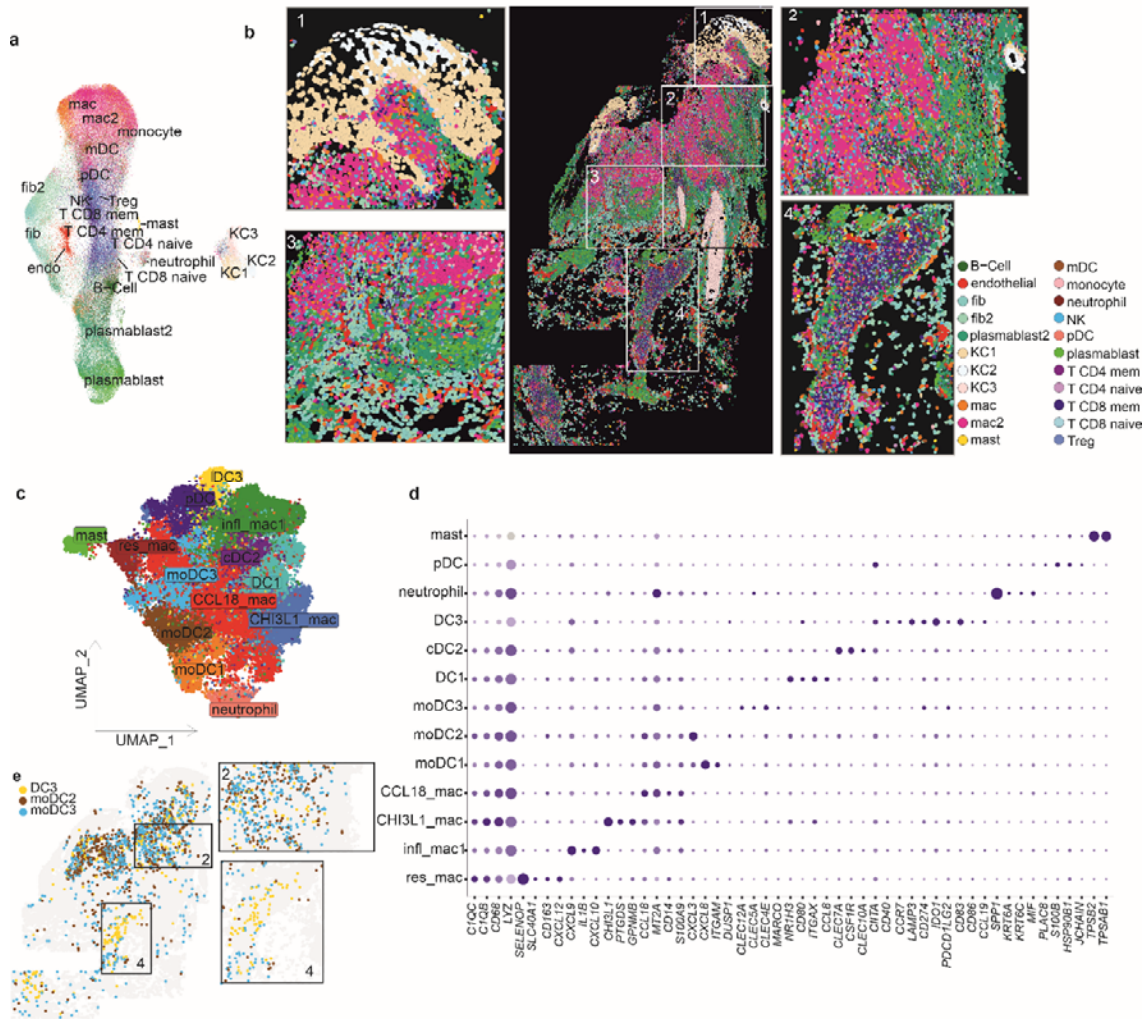 a
mac
mac2
monocyte
mDC
pDC
fib2
NK
Treg
T CD8 mem
mast
fib
T CD4 mem
T CD4 naive
KC3
neutrophil
KC2
endo
T CD8 naive
KC1
B-Cell
plasmablast2
plasmablast
b
1
1
2
3
4
2
3
4
B-Cell
endothelial
fib
fib2
plasmablast2
KC1
KC2
KC3
mac
mac2
mast
mDC
monocyte
neutrophil
NK
pDC
plasmablast
T CD4 mem
T CD4 naive
T CD8 mem
T CD8 naive
Treg
c
DC3
pDC
infl_mac1
mast
res_mac
cDC2
moDC3
DC1
CCL18_mac
CHI3L1_mac
moDC2
moDC1
neutrophil
UMAP_2
UMAP_1
d
mast
pDC
neutrophil
DC3
cDC2
DC1
moDC3
moDC2
moDC1
CCL18_mac
CHI3L1_mac
infl_mac1
res_mac
C1QC
C1QB
CD68
LYZ
SELENOP
SLC40A1
CD163
CXCL12
CXCL9
IL1B
CXCL10
CHI3L1
PTGDS
GPNMB
CCL18
MT2A
CD14
S100A9
CXCL3
CXCL8
ITGAM
DUSP1
CLEC12A
CLEC5A
CLEC4E
MARCO
NR1H3
CD80
ITGAX
CCL5
CLEC7A
CSF1R
CLEC10A
CIITA
CD40
CCR7
LAMP3
CD274
IDO1
PDCD1LG2
CD83
CD86
CCL19
SPP1
KRT6A
KRT6C
MIF
PLAC8
S100B
HSP90B1
JCHAIN
TPSB2
TPSAB1
e
DC3
moDC2
moDC3
2
4
2
4